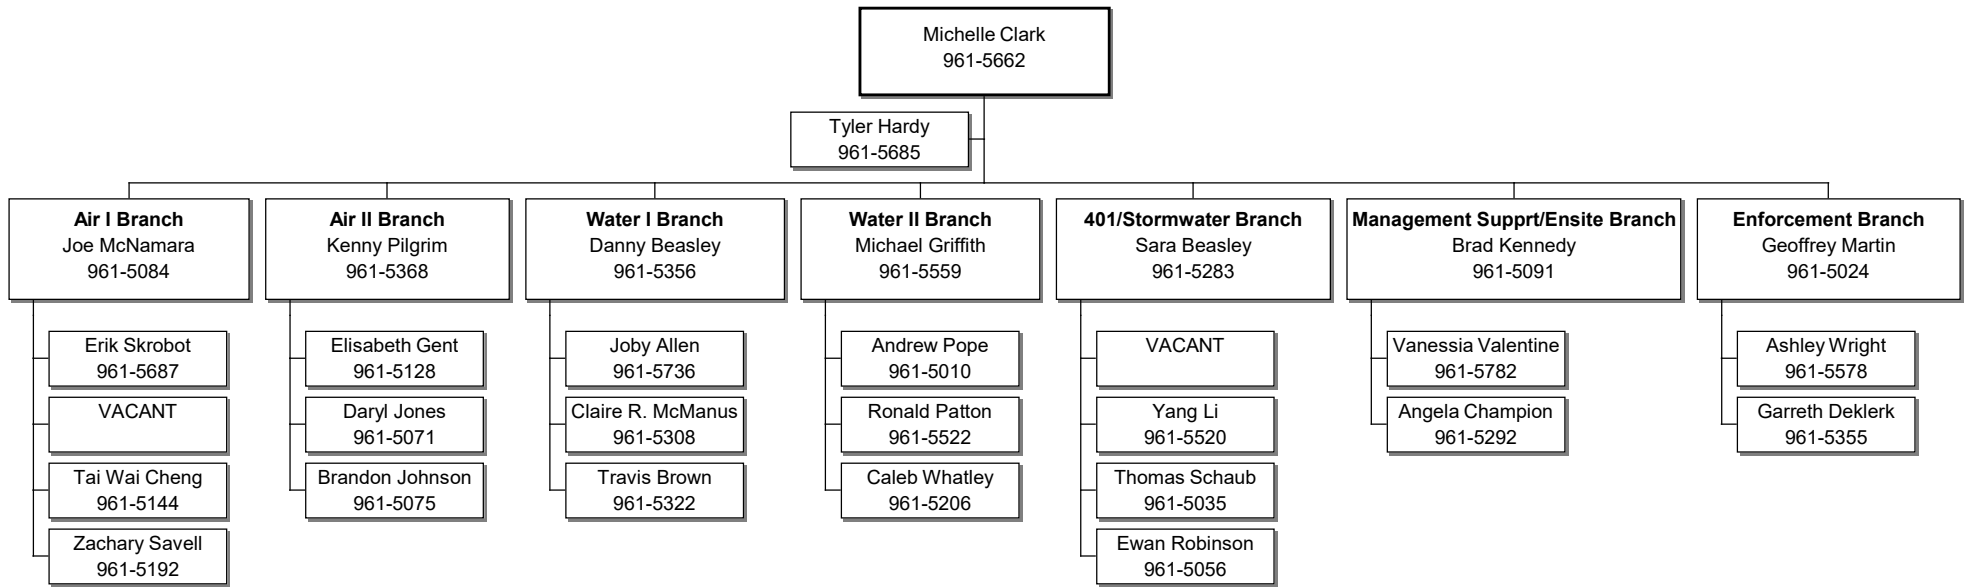 Michelle Clark
961-5662
Tyler Hardy
961-5685
Air I Branch
Joe McNamara
961-5084
Air II Branch
Kenny Pilgrim
961-5368
Water I Branch
Danny Beasley
961-5356
Water II Branch
Michael Griffith
961-5559
401/Stormwater Branch
Sara Beasley
961-5283
Management Supprt/Ensite Branch
Brad Kennedy
961-5091
Enforcement Branch
Geoffrey Martin
961-5024
Erik Skrobot
961-5687
VACANT
Tai Wai Cheng
961-5144
Zachary Savell
961-5192
Elisabeth Gent
961-5128
Daryl Jones
961-5071
Brandon Johnson
961-5075
Joby Allen
961-5736
Claire R. McManus
961-5308
Travis Brown
961-5322
Andrew Pope
961-5010
Ronald Patton
961-5522
Caleb Whatley
961-5206
VACANT
Yang Li
961-5520
Thomas Schaub
961-5035
Ewan Robinson
961-5056
Vanessia Valentine
961-5782
Angela Champion
961-5292
Ashley Wright
961-5578
Garreth Deklerk
961-5355